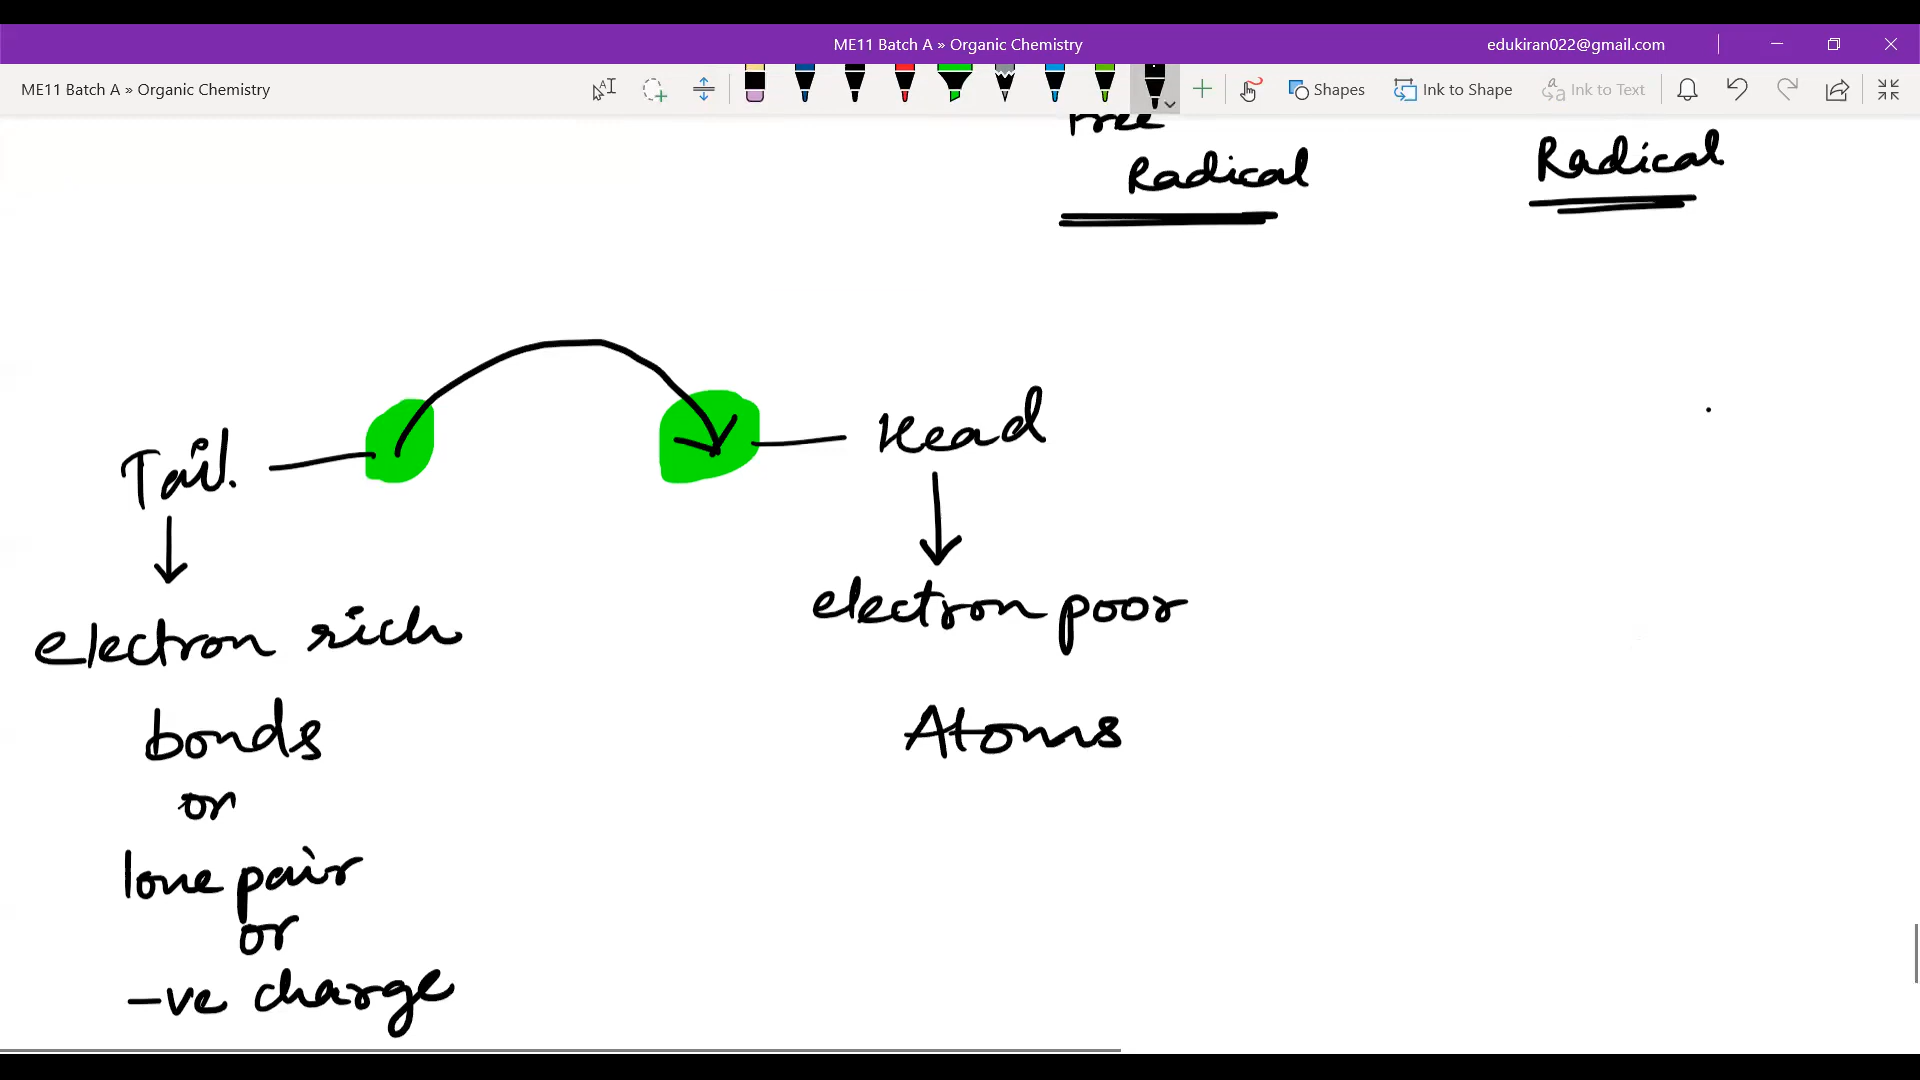 ME11 Batch A » Organic Chemistry
edukiran022@gmail.com
ME11 Batch A » Organic Chemistry
Shapes
Ink to Shape
Ink to Text
Free
Radical
Radical
Tail.
Head
electron rich
bonds
or
lone pair
or
-ve charge
electron poor
Atoms